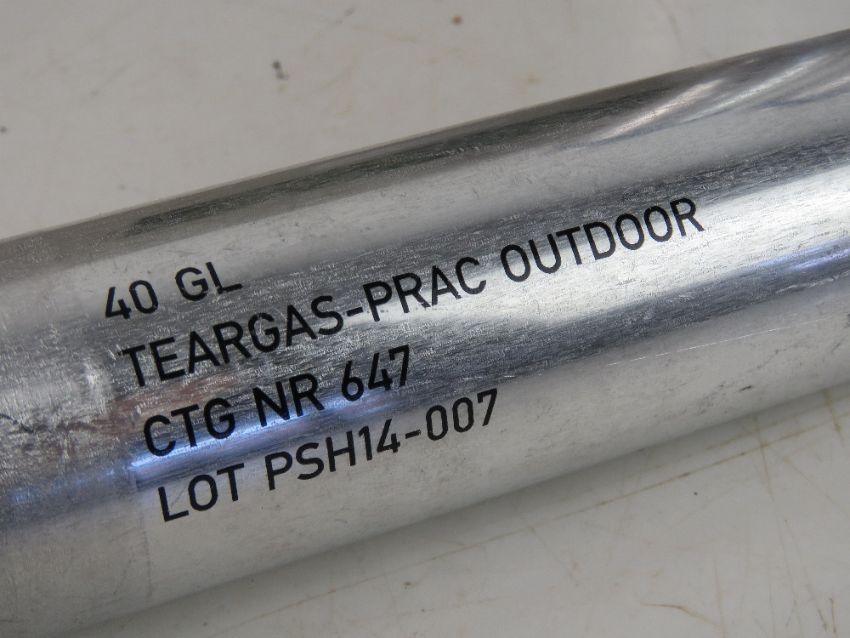 40 GL
TEARGAS-PRAC OUTDOOR
CTG NR 647
LOT PSH14-007